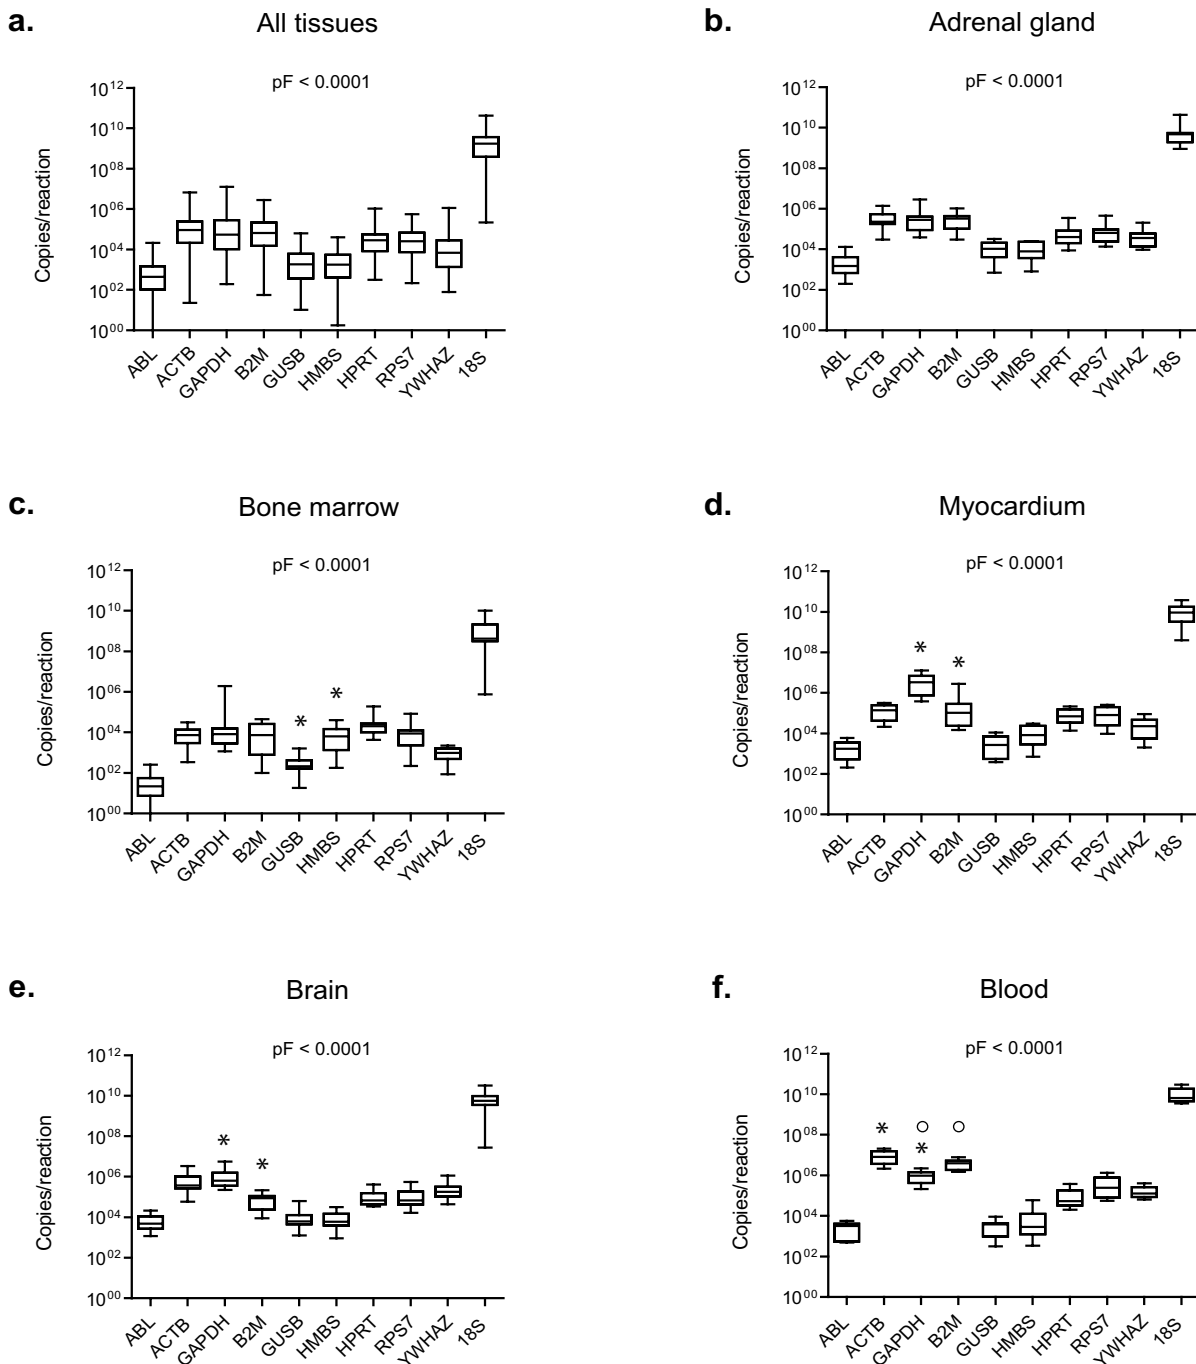 a. All tissues
pF < 0.0001
Copies/reaction
10^12
10^10
10^08
10^06
10^04
10^02
10^00
ABL ACTB GAPDH B2M GUSB HMBS HPRT RPS7 YWHAZ 18S
b. Adrenal gland
pF < 0.0001
Copies/reaction
10^12
10^10
10^08
10^06
10^04
10^02
10^00
ABL ACTB GAPDH B2M GUSB HMBS HPRT RPS7 YWHAZ 18S
c. Bone marrow
pF < 0.0001
Copies/reaction
10^12
10^10
10^08
10^06
10^04
10^02
10^00
* *
ABL ACTB GAPDH B2M GUSB HMBS HPRT RPS7 YWHAZ 18S
d. Myocardium
pF < 0.0001
Copies/reaction
10^12
10^10
10^08
10^06
10^04
10^02
10^00
* *
ABL ACTB GAPDH B2M GUSB HMBS HPRT RPS7 YWHAZ 18S
e. Brain
pF < 0.0001
Copies/reaction
10^12
10^10
10^08
10^06
10^04
10^02
10^00
* *
ABL ACTB GAPDH B2M GUSB HMBS HPRT RPS7 YWHAZ 18S
f. Blood
pF < 0.0001
Copies/reaction
10^12
10^10
10^08
10^06
10^04
10^02
10^00
○ ○
* *
ABL ACTB GAPDH B2M GUSB HMBS HPRT RPS7 YWHAZ 18S